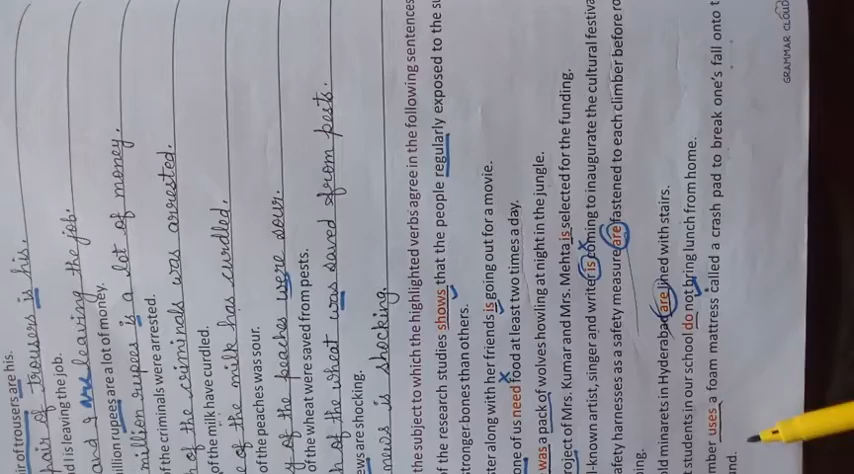 ir of trousers are his.
pair of trousers is his.
d I is leaving the job.
and I are leaving the job.
illion rupees are a lot of money.
million rupees is a lot of money.
f the criminals were arrested.
of the criminals was arrested.
of the milk have curdled.
e of the milk has curdled.
of the peaches was sour.
y of the peaches were sour.
of the wheat were saved from pests.
h of the wheat was saved from pests.
ews are shocking.
news is shocking.
the subject to which the highlighted verbs agree in the following sentences
f the research studies shows that the people regularly exposed to the su
tronger bones than others.
ter along with her friends is going out for a movie.
one of us need food at least two times a day.
was a pack of wolves howling at night in the jungle.
roject of Mrs. Kumar and Mrs. Mehta is selected for the funding.
l-known artist, singer and writer is coming to inaugurate the cultural festiva
afety harnesses as a safety measure are fastened to each climber before ro
ing.
ld minarets in Hyderabad are lined with stairs.
t students in our school do not bring lunch from home.
ber uses a foam mattress called a crash pad to break one's fall onto t
und.
GRAMMAR CLOUD